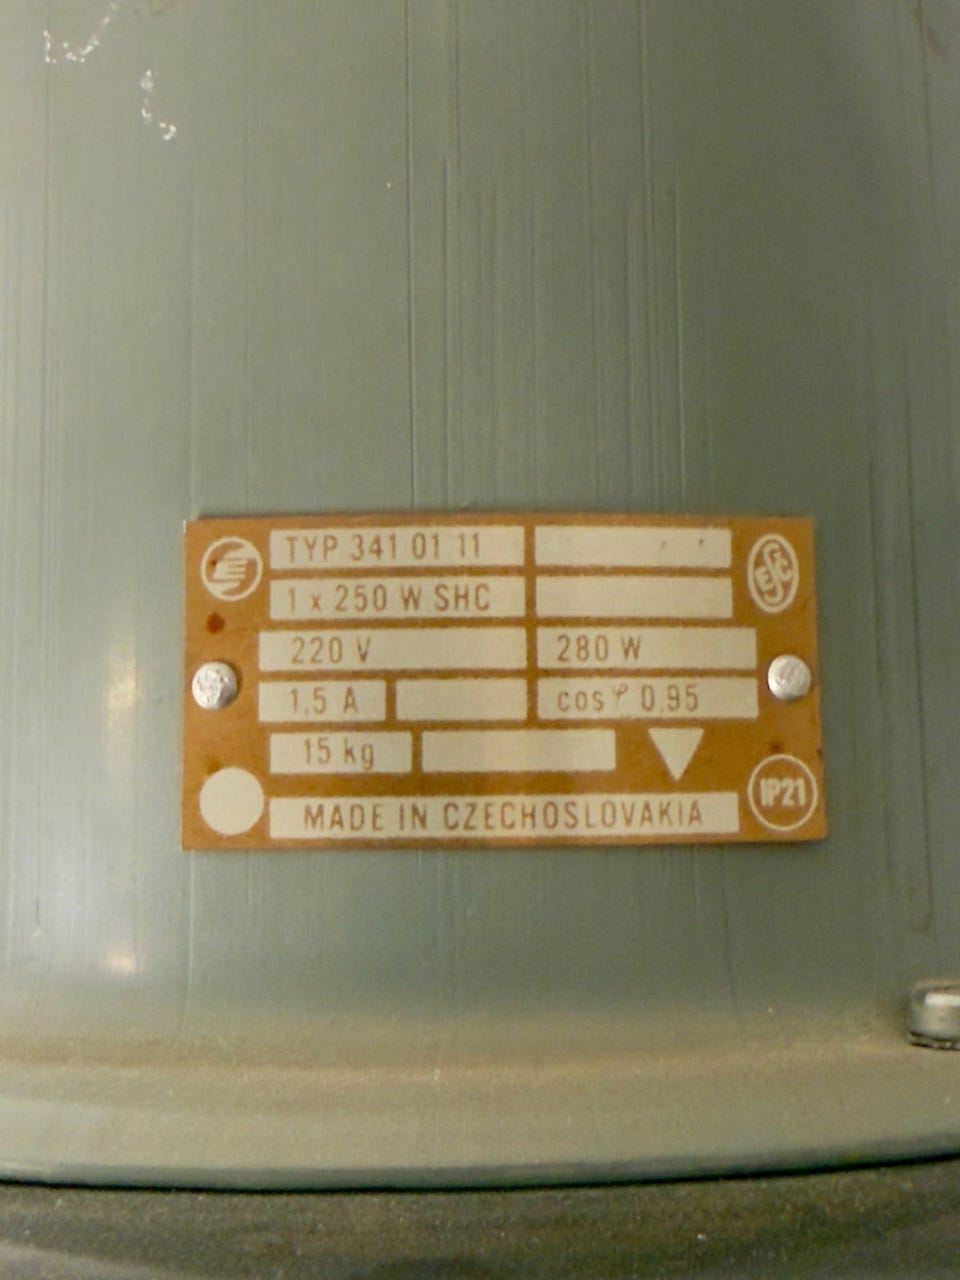 TYP 341 01 11
1 x 250 W SHC
ESČ
220 V 280 W
1,5 A cos φ 0,95
15 kg
IP21
MADE IN CZECHOSLOVAKIA